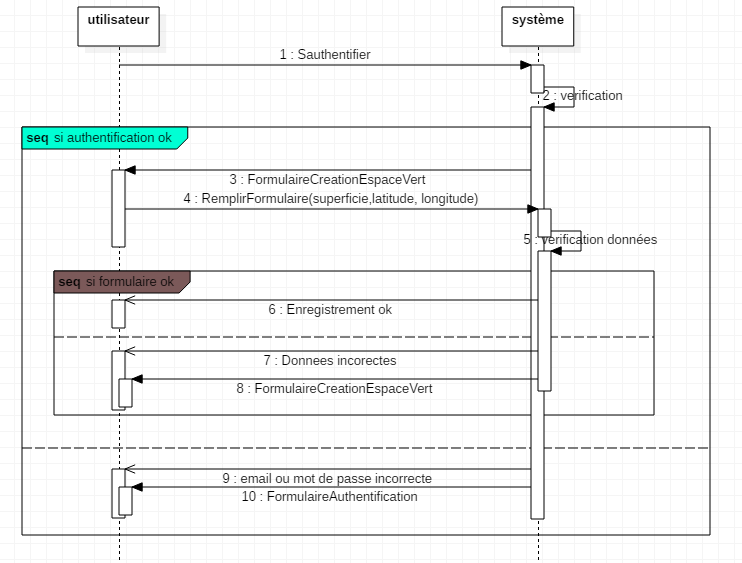 utilisateur
système
1 : Sauthentifier
2 : verification
seq si authentification ok
3 : FormulaireCreationEspaceVert
4 : RemplirFormulaire(superficie,latitude, longitude)
5 : verification données
seq si formulaire ok
6 : Enregistrement ok
7 : Donnees incorectes
8 : FormulaireCreationEspaceVert
9 : email ou mot de passe incorrecte
10 : FormulaireAuthentification